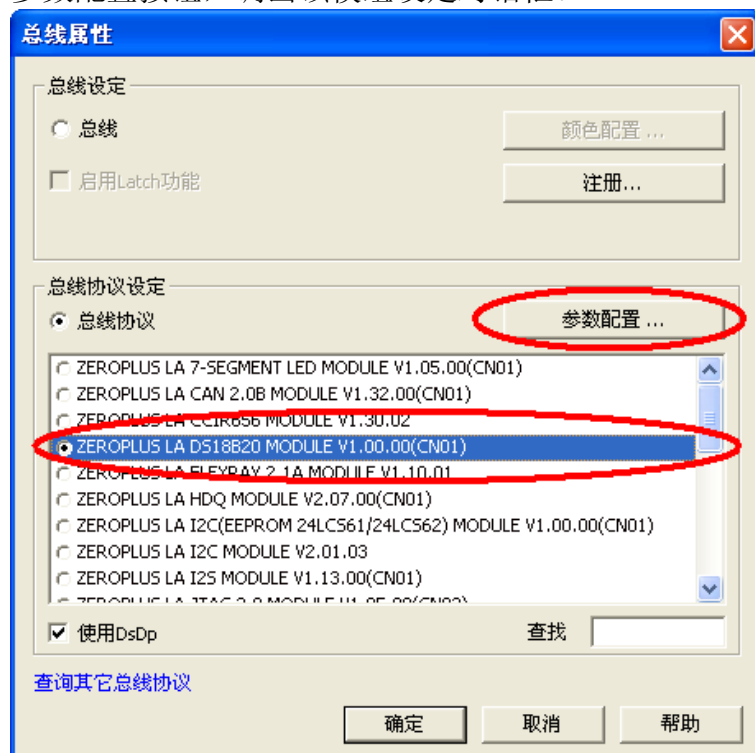 总线属性
总线设定
总线
颜色配置 ...
启用Latch功能
注册...
总线协议设定
总线协议
参数配置 ...
ZEROPLUS LA 7-SEGMENT LED MODULE V1.05.00(CN01)
ZEROPLUS LA CAN 2.0B MODULE V1.32.00(CN01)
ZEROPLUS LA CCIR656 MODULE V1.30.02
ZEROPLUS LA DS18B20 MODULE V1.00.00(CN01)
ZEROPLUS LA FLEXRAY 2.1A MODULE V1.10.01
ZEROPLUS LA HDQ MODULE V2.07.00(CN01)
ZEROPLUS LA I2C(EEPROM 24LCS61/24LCS62) MODULE V1.00.00(CN01)
ZEROPLUS LA I2C MODULE V2.01.03
ZEROPLUS LA I2S MODULE V1.13.00(CN01)
使用DsDp
查找
查询其它总线协议
确定
取消
帮助